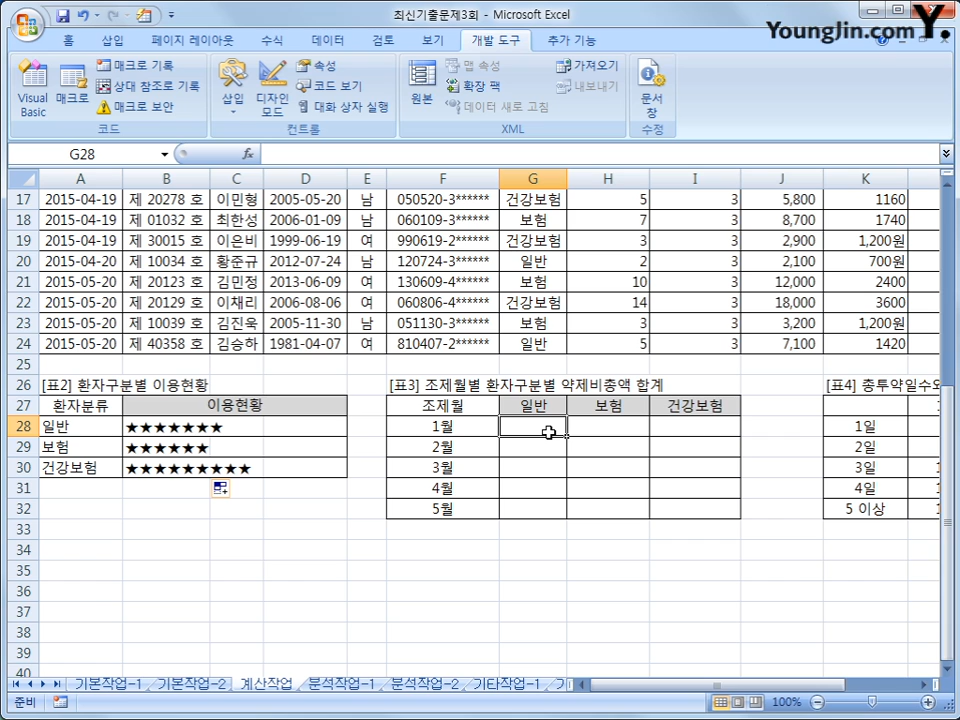 최신기출문제3회 - Microsoft Excel
YoungJin.com Y.
홈 삽입 페이지 레이아웃 수식 데이터 검토 보기 개발 도구 추가 기능
Visual Basic
매크로
매크로 기록
상대 참조로 기록
매크로 보안
코드
삽입
디자인 모드
속성
코드 보기
대화 상자 실행
컨트롤
원본
맵 속성
확장 팩
데이터 새로 고침
가져오기
내보내기
XML
문서 창
수정
G28 fx
A B C D E F G H I J K
17 2015-04-19 제 20278 호 이민형 2005-05-20 남 050520-3****** 건강보험 5 3 5,800 1160
18 2015-04-19 제 01032 호 최한성 2006-01-09 남 060109-3****** 보험 7 3 8,700 1740
19 2015-04-19 제 30015 호 이은비 1999-06-19 여 990619-2****** 건강보험 3 3 2,900 1,200원
20 2015-04-19 제 10034 호 황준규 2012-07-24 남 120724-3****** 일반 2 3 2,100 700원
21 2015-05-20 제 20123 호 김민정 2013-06-09 여 130609-4****** 보험 10 3 12,000 2400
22 2015-05-20 제 20129 호 이채리 2006-08-06 여 060806-4****** 건강보험 14 3 18,000 3600
23 2015-05-20 제 10039 호 김진욱 2005-11-30 남 051130-3****** 보험 3 3 3,200 1,200원
24 2015-05-20 제 40358 호 김승하 1981-04-07 여 810407-2****** 일반 5 3 7,100 1420
25
26 [표2] 환자구분별 이용현황 [표3] 조제월별 환자구분별 약제비총액 합계 [표4] 총투약일수와
27 환자분류 이용현황 조제월 일반 보험 건강보험
28 일반 ★★★★★★★ 1월 1일
29 보험 ★★★★★★ 2월 2일
30 건강보험 ★★★★★★★★★ 3월 3일 1
31 4월 4일 1
32 5월 5 이상 1
33
34
35
36
37
38
39
40
기본작업-1 기본작업-2 계산작업 분석작업-1 분석작업-2 기타작업-1 기
준비 100%